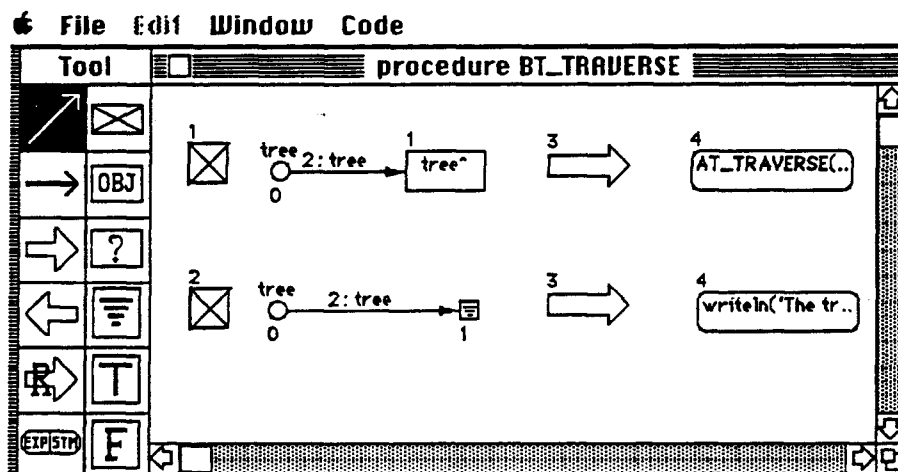 File Edit Window Code
Tool
procedure BT_TRAVERSE
OBJ
?
R
T
EXP STM
F
1
tree
2: tree
0
1
tree^
3
4
AT_TRAVERSE(..
2
tree
2: tree
0
1
3
4
writeln('The tr..